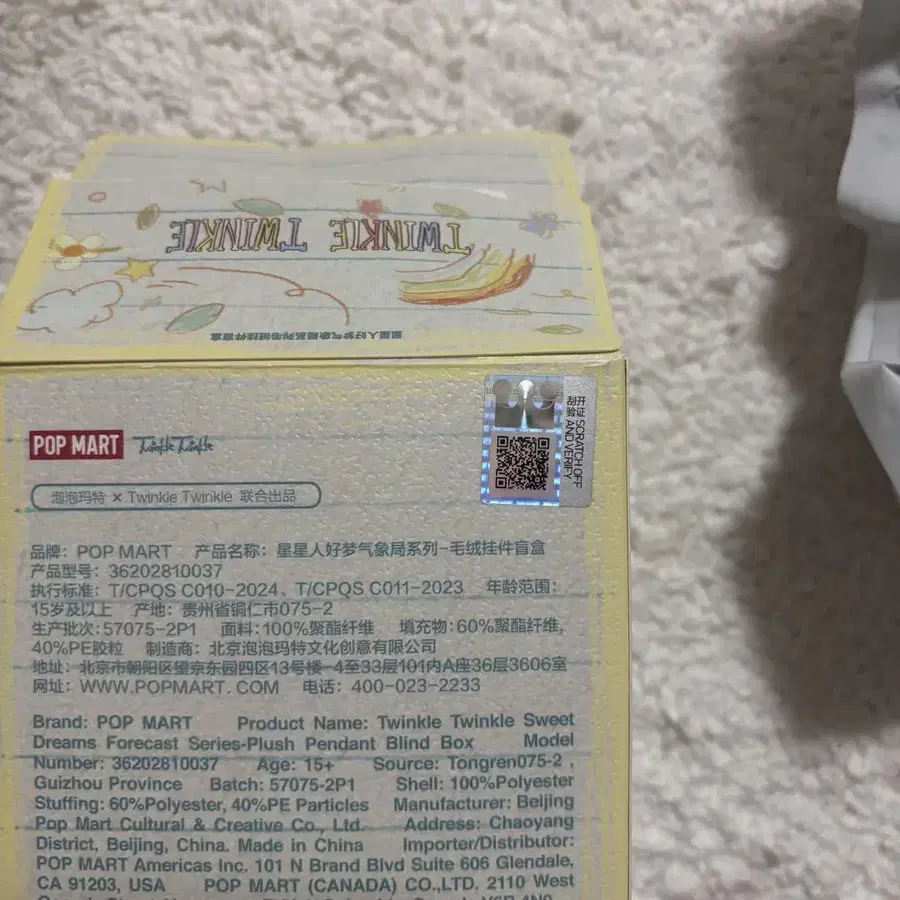 TWINKLE TWINKLE
星星人好梦气象局系列毛绒挂件盲盒
开 SCRATCH OFF
刮验证 AND VERIFY
POP MART Twinkle Twinkle
泡泡玛特 × Twinkle Twinkle 联合出品
品牌: POP MART 产品名称: 星星人好梦气象局系列-毛绒挂件盲盒
产品型号: 36202810037
执行标准: T/CPQS C010-2024、T/CPQS C011-2023 年龄范围:
15岁及以上 产地: 贵州省铜仁市075-2
生产批次:57075-2P1 面料:100%聚酯纤维 填充物:60%聚酯纤维,
40%PE胶粒 制造商: 北京泡泡玛特文化创意有限公司
地址: 北京市朝阳区望京东园四区13号楼-4至33层101内A座36层3606室
网址: WWW.POPMART.COM 电话: 400-023-2233
Brand: POP MART Product Name: Twinkle Twinkle Sweet
Dreams Forecast Series-Plush Pendant Blind Box Model
Number: 36202810037 Age: 15+ Source: Tongren075-2 ,
Guizhou Province Batch: 57075-2P1 Shell: 100%Polyester
Stuffing: 60%Polyester, 40%PE Particles Manufacturer: Beijing
Pop Mart Cultural & Creative Co., Ltd. Address: Chaoyang
District, Beijing, China. Made in China Importer/Distributor:
POP MART Americas Inc. 101 N Brand Blvd Suite 606 Glendale,
CA 91203, USA POP MART (CANADA) CO.,LTD. 2110 West